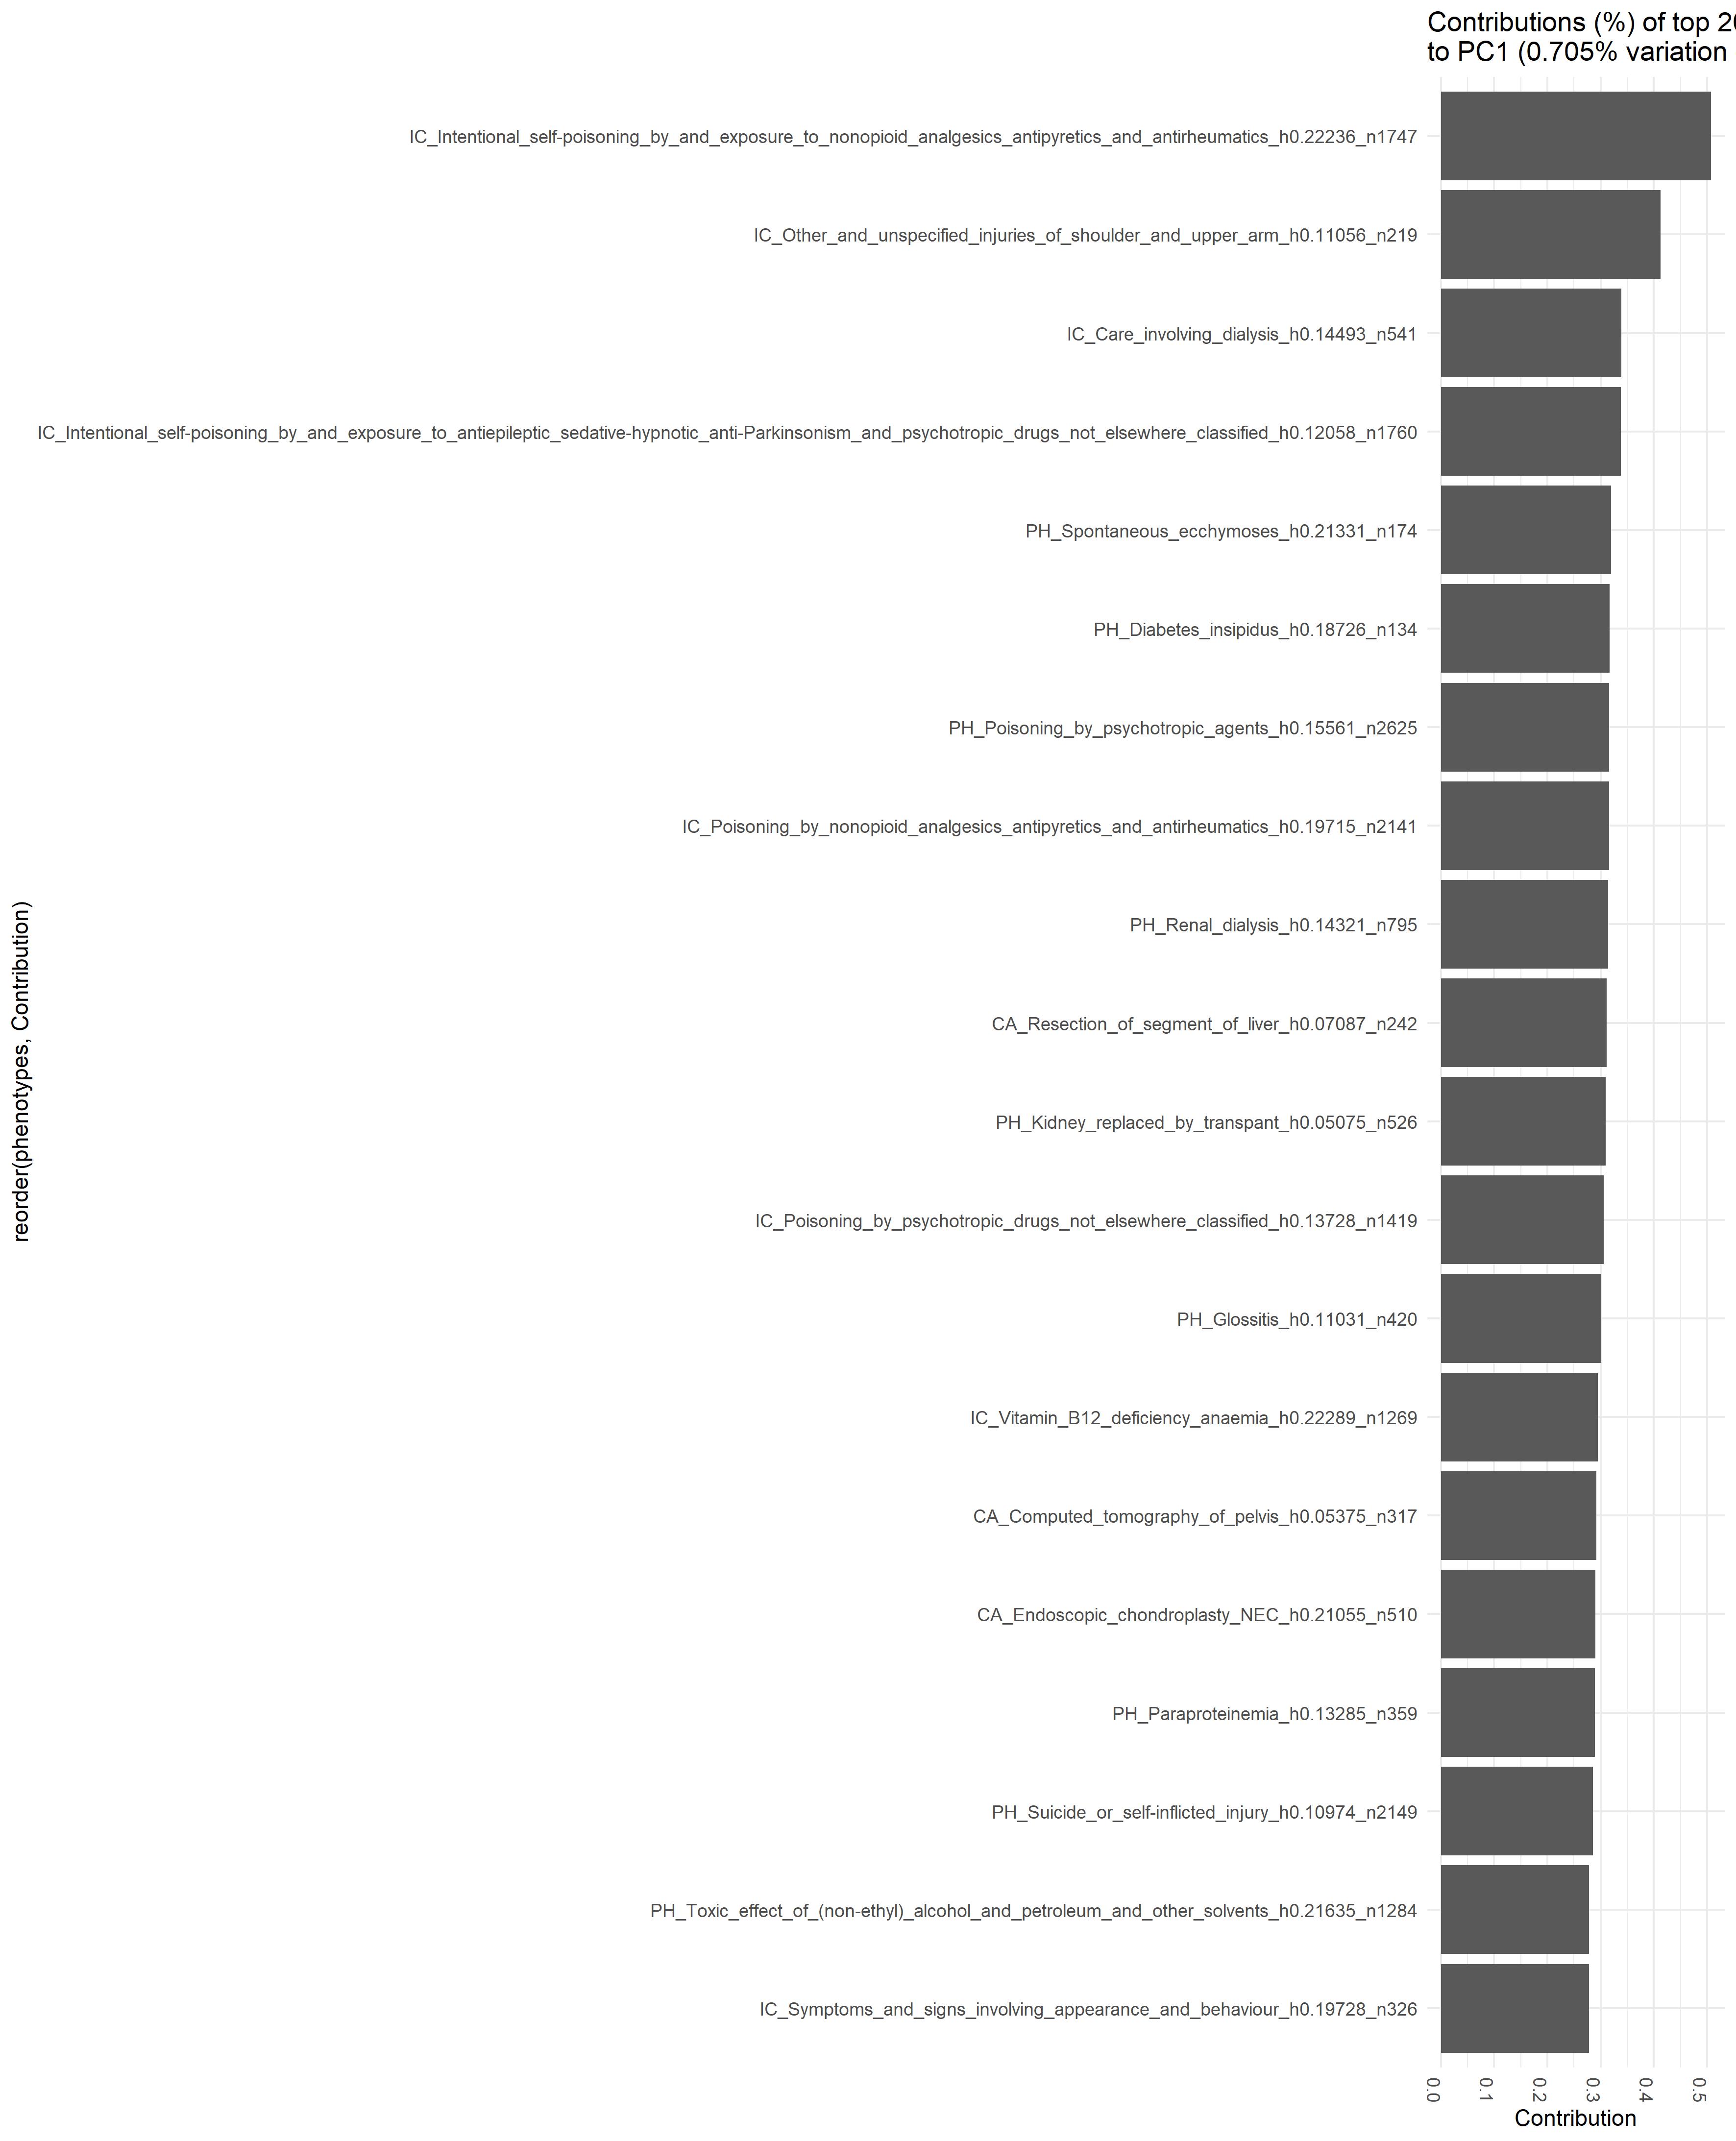 Contributions (%) of top 20
to PC1 (0.705% variation
IC_Intentional_self-poisoning_by_and_exposure_to_nonopioid_analgesics_antipyretics_and_antirheumatics_h0.22236_n1747
IC_Other_and_unspecified_injuries_of_shoulder_and_upper_arm_h0.11056_n219
IC_Care_involving_dialysis_h0.14493_n541
IC_Intentional_self-poisoning_by_and_exposure_to_antiepileptic_sedative-hypnotic_anti-Parkinsonism_and_psychotropic_drugs_not_elsewhere_classified_h0.12058_n1760
PH_Spontaneous_ecchymoses_h0.21331_n174
PH_Diabetes_insipidus_h0.18726_n134
PH_Poisoning_by_psychotropic_agents_h0.15561_n2625
IC_Poisoning_by_nonopioid_analgesics_antipyretics_and_antirheumatics_h0.19715_n2141
PH_Renal_dialysis_h0.14321_n795
CA_Resection_of_segment_of_liver_h0.07087_n242
PH_Kidney_replaced_by_transpant_h0.05075_n526
IC_Poisoning_by_psychotropic_drugs_not_elsewhere_classified_h0.13728_n1419
PH_Glossitis_h0.11031_n420
IC_Vitamin_B12_deficiency_anaemia_h0.22289_n1269
CA_Computed_tomography_of_pelvis_h0.05375_n317
CA_Endoscopic_chondroplasty_NEC_h0.21055_n510
PH_Paraproteinemia_h0.13285_n359
PH_Suicide_or_self-inflicted_injury_h0.10974_n2149
PH_Toxic_effect_of_(non-ethyl)_alcohol_and_petroleum_and_other_solvents_h0.21635_n1284
IC_Symptoms_and_signs_involving_appearance_and_behaviour_h0.19728_n326
reorder(phenotypes, Contribution)
0.0 0.1 0.2 0.3 0.4 0.5
Contribution